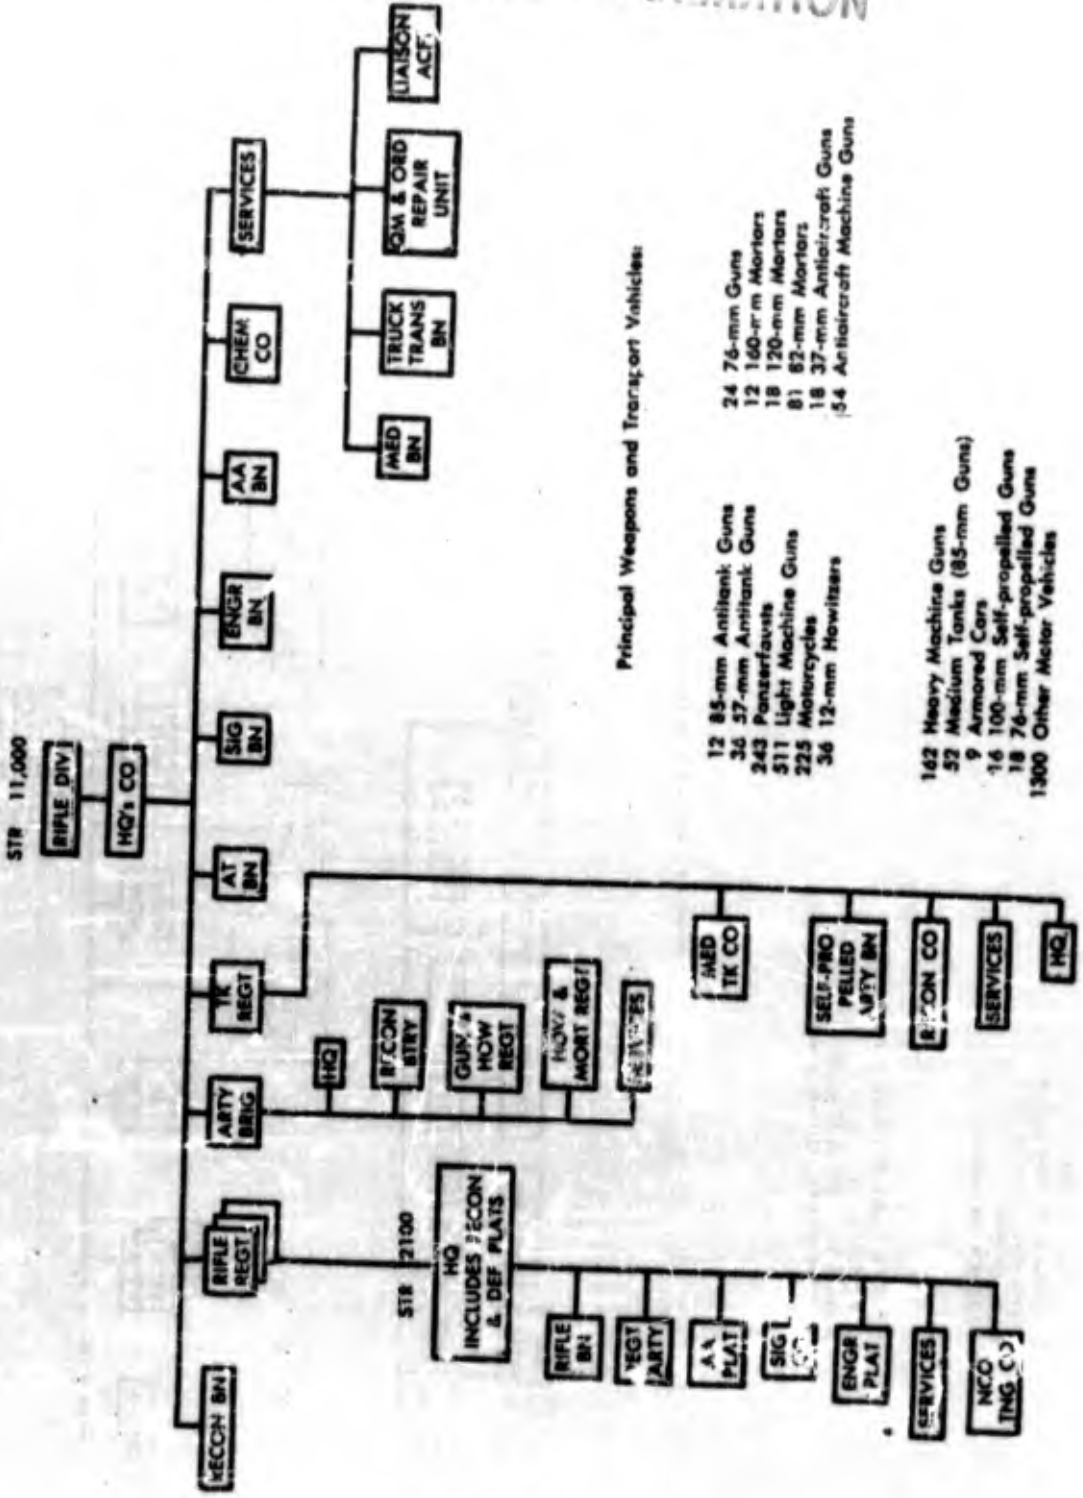 STR 11,000
RIFLE DIV
HQ's CO
RECON BN
RIFLE
REGT
ARTY
BRIG
TK
REGT
AT
BN
SIG
BN
ENGR
BN
AA
BN
CHEM
CO
SERVICES
MED
BN
TRUCK
TRANS
BN
QM & ORD
REPAIR
UNIT
LIAISON
ACFT
STR 2100
HQ
INCLUDES RECON
& DEF PLATS
RIFLE
BN
REGT
ARTY
AA
PLAT
SIG
ENGR
PLAT
SERVICES
NCO
TNG CO
HQ
RECON
BTRY
GUN &
HOW
REGT
HOW &
MORT REGT
SERVICES
MED
TK CO
SELF-PRO
PELLED
ARTY BN
RECON CO
SERVICES
HQ
Principal Weapons and Transport Vehicles:
12 85-mm Antitank Guns
36 57-mm Antitank Guns
243 Panzerfausts
511 Light Machine Guns
225 Motorcycles
36 12-mm Howitzers
24 76-mm Guns
12 160-mm Mortars
18 120-mm Mortars
81 82-mm Mortars
18 37-mm Antiaircraft Guns
54 Antiaircraft Machine Guns
162 Heavy Machine Guns
52 Medium Tanks (85-mm Guns)
9 Armored Cars
16 100-mm Self-propelled Guns
18 76-mm Self-propelled Guns
1300 Other Motor Vehicles